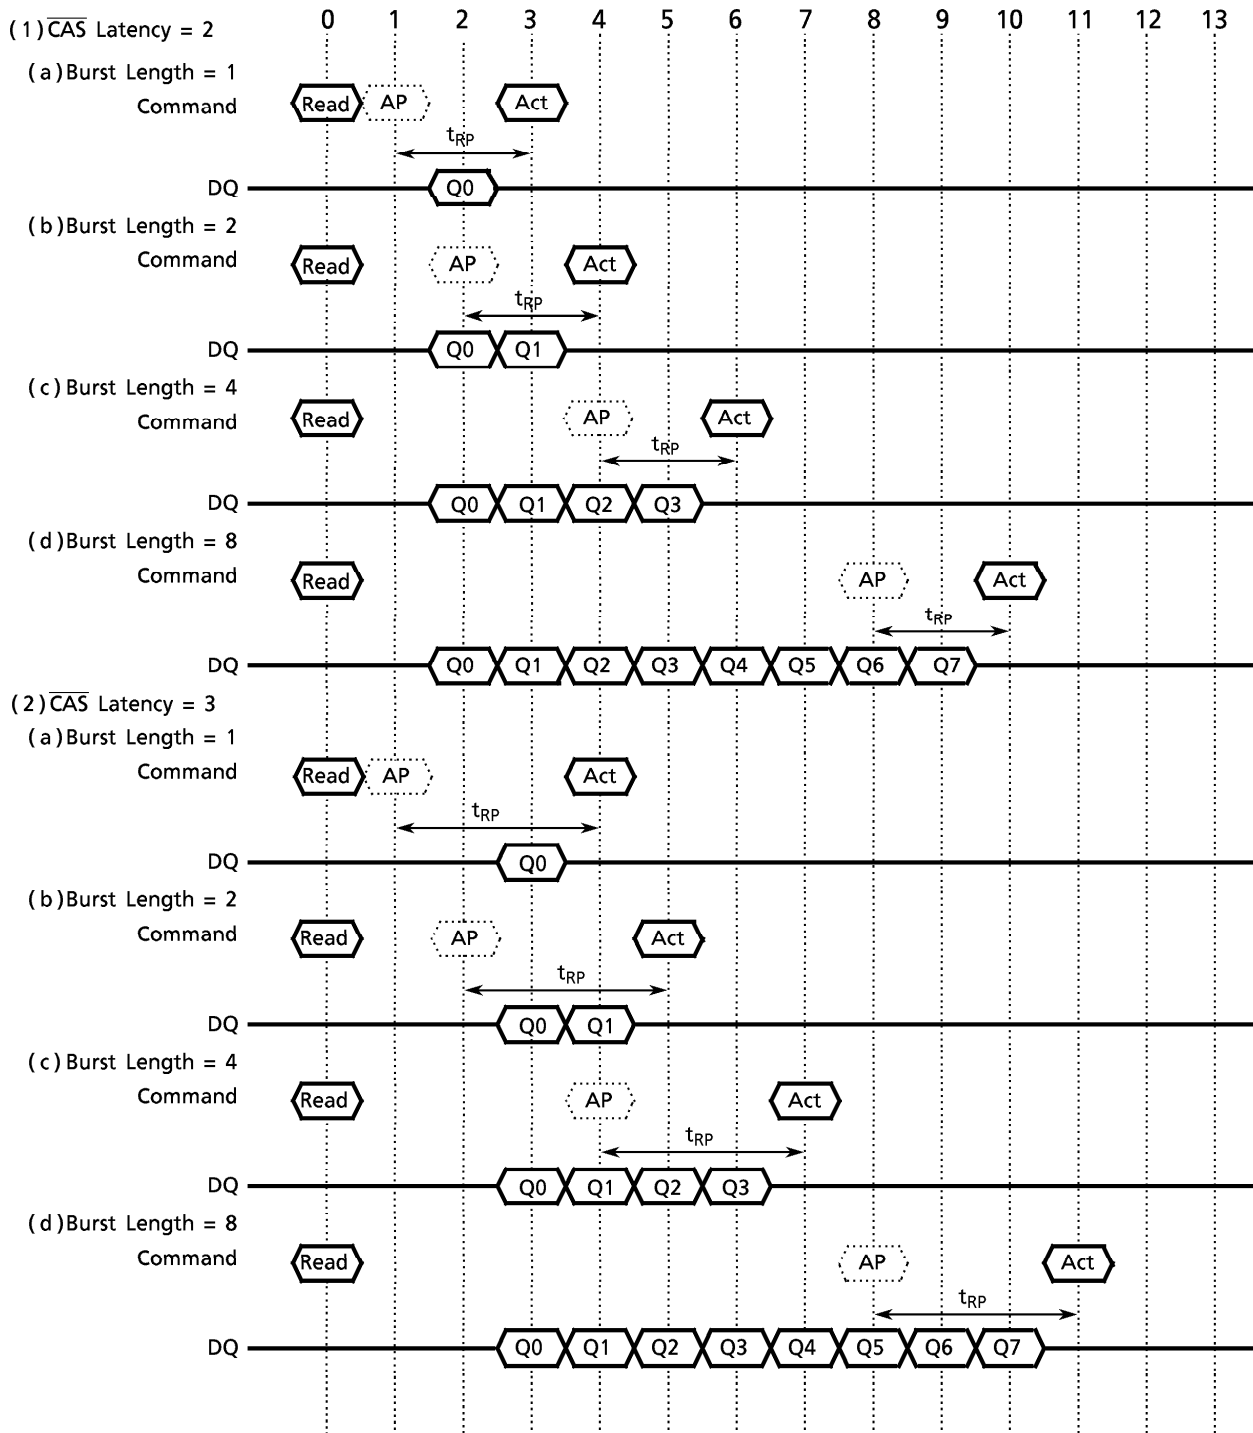 0 1 2 3 4 5 6 7 8 9 10 11 12 13
(1) CAS Latency = 2
(a) Burst Length = 1
Command Read AP Act
tRP
DQ Q0
(b) Burst Length = 2
Command Read AP Act
tRP
DQ Q0 Q1
(c) Burst Length = 4
Command Read AP Act
tRP
DQ Q0 Q1 Q2 Q3
(d) Burst Length = 8
Command Read AP Act
tRP
DQ Q0 Q1 Q2 Q3 Q4 Q5 Q6 Q7
(2) CAS Latency = 3
(a) Burst Length = 1
Command Read AP Act
tRP
DQ Q0
(b) Burst Length = 2
Command Read AP Act
tRP
DQ Q0 Q1
(c) Burst Length = 4
Command Read AP Act
tRP
DQ Q0 Q1 Q2 Q3
(d) Burst Length = 8
Command Read AP Act
tRP
DQ Q0 Q1 Q2 Q3 Q4 Q5 Q6 Q7